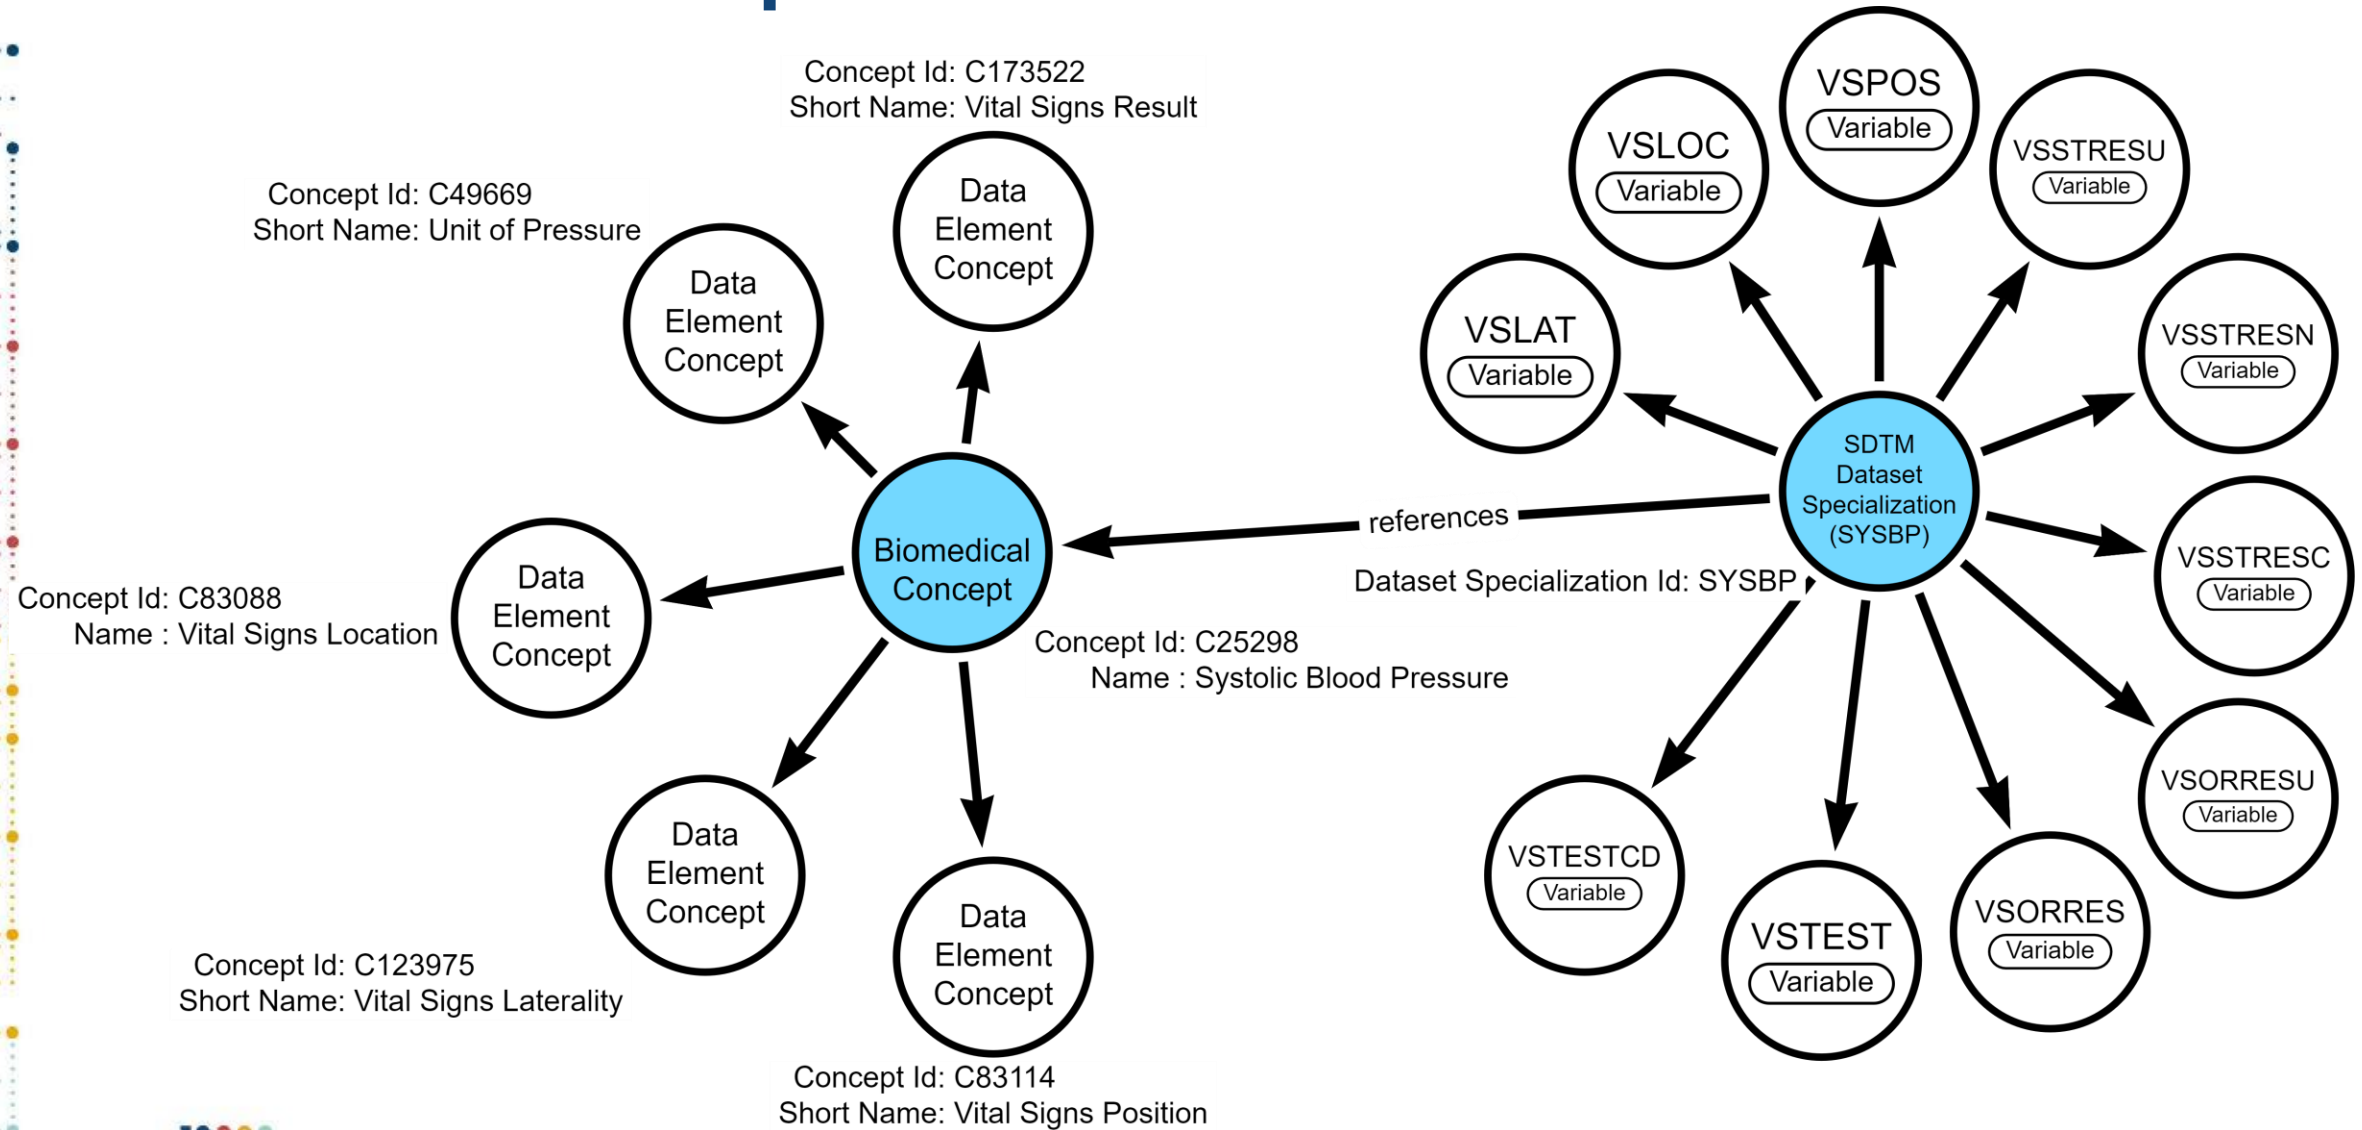 Concept Id: C173522
Short Name: Vital Signs Result
Data
Element
Concept
Concept Id: C49669
Short Name: Unit of Pressure
Data
Element
Concept
Concept Id: C83088
Name : Vital Signs Location
Data
Element
Concept
Biomedical
Concept
Concept Id: C25298
Name : Systolic Blood Pressure
Concept Id: C123975
Short Name: Vital Signs Laterality
Data
Element
Concept
Data
Element
Concept
Concept Id: C83114
Short Name: Vital Signs Position
references
SDTM
Dataset
Specialization
(SYSBP)
Dataset Specialization Id: SYSBP
VSLAT
Variable
VSLOC
Variable
VSPOS
Variable
VSSTRESU
Variable
VSSTRESN
Variable
VSSTRESC
Variable
VSORRESU
Variable
VSORRES
Variable
VSTEST
Variable
VSTESTCD
Variable